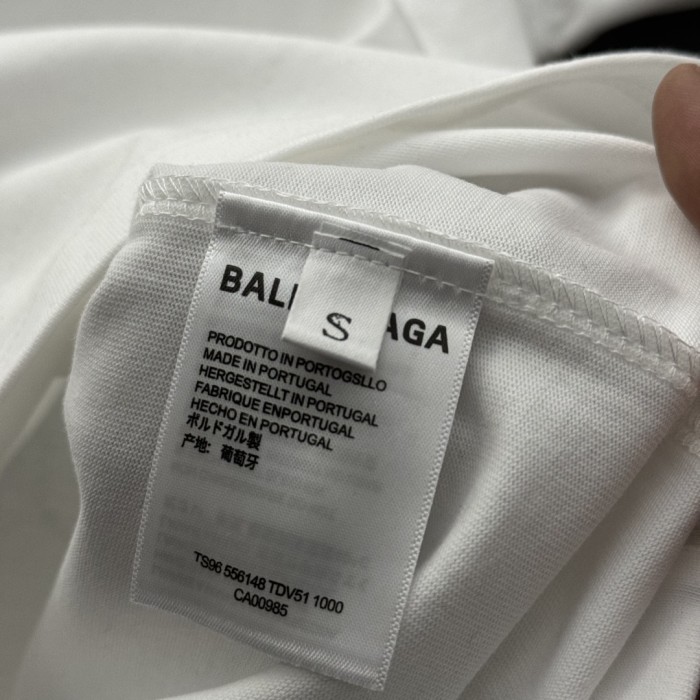 BAL AGA
S
PRODOTTO IN PORTOGSLLO
MADE IN PORTUGAL
HERGESTELLT IN PORTUGAL
FABRIQUE ENPORTUGAL
HECHO EN PORTUGAL
ポルドガル製
产地: 葡萄牙
TS96 556148 TDV51 1000
CA00985